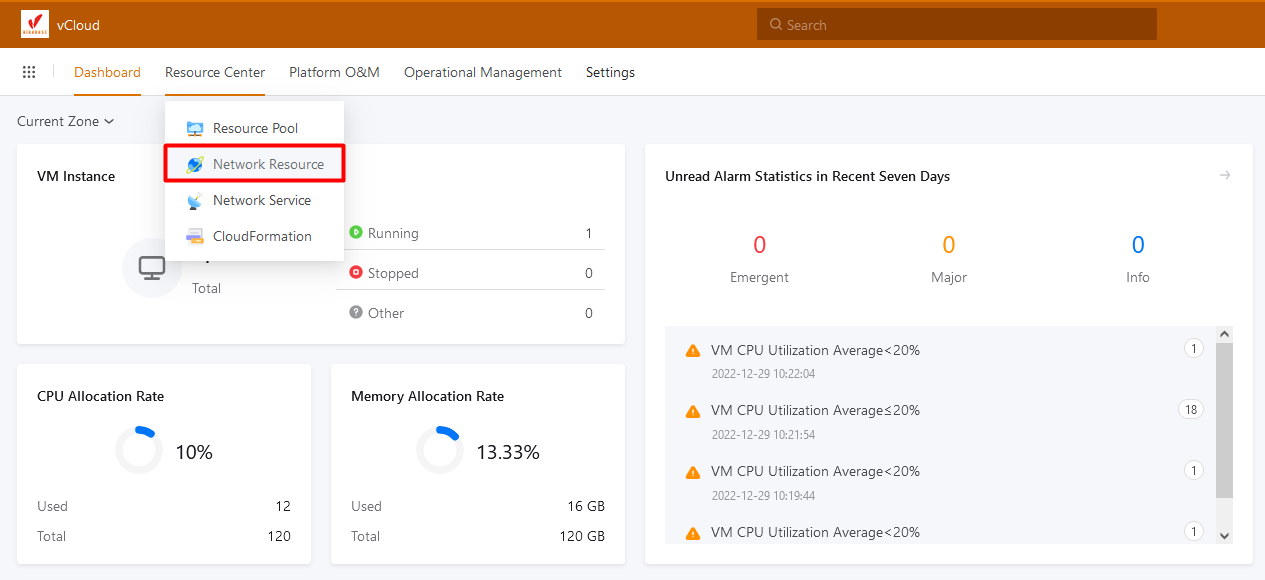 vCloud
Search
Dashboard Resource Center Platform O&M Operational Management Settings
Current Zone
Resource Pool
Network Resource
Network Service
CloudFormation
VM Instance
Total
Running 1
Stopped 0
Other 0
Unread Alarm Statistics in Recent Seven Days
0 0 0
Emergent Major Info
VM CPU Utilization Average<20% 1
2022-12-29 10:22:04
VM CPU Utilization Average≤20% 18
2022-12-29 10:21:54
VM CPU Utilization Average<20% 1
2022-12-29 10:19:44
VM CPU Utilization Average<20% 1
CPU Allocation Rate
10%
Used 12
Total 120
Memory Allocation Rate
13.33%
Used 16 GB
Total 120 GB